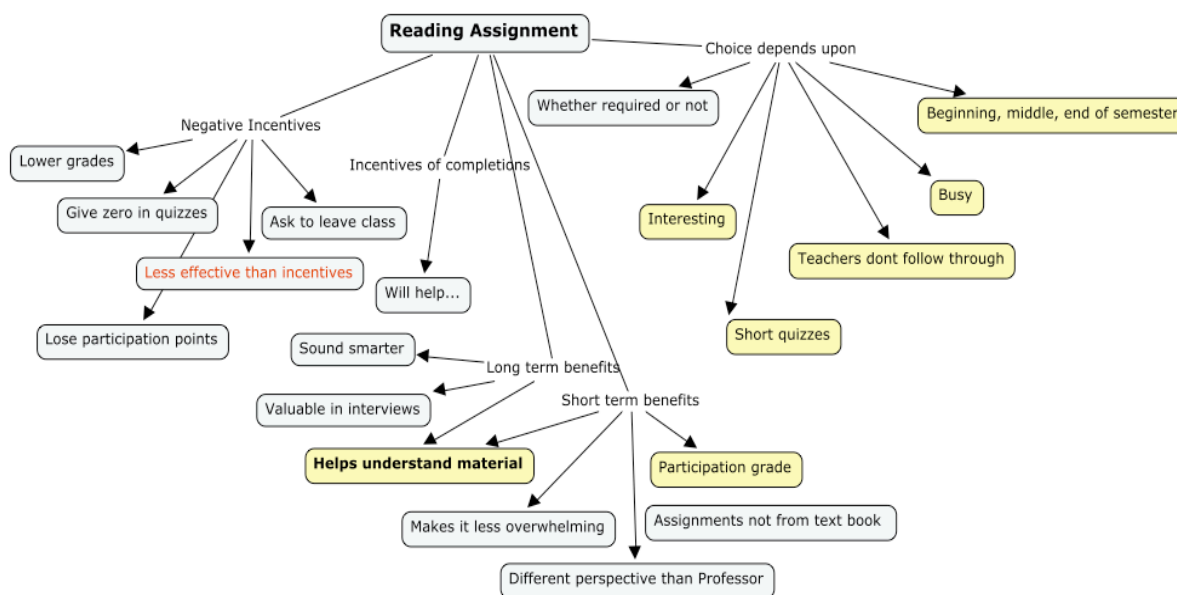 Reading Assignment
Choice depends upon
Whether required or not
Beginning, middle, end of semester
Negative Incentives
Lower grades
Incentives of completions
Busy
Give zero in quizzes
Ask to leave class
Interesting
Teachers dont follow through
Less effective than incentives
Will help...
Lose participation points
Short quizzes
Sound smarter
Long term benefits
Valuable in interviews
Short term benefits
Helps understand material
Participation grade
Makes it less overwhelming
Assignments not from text book
Different perspective than Professor